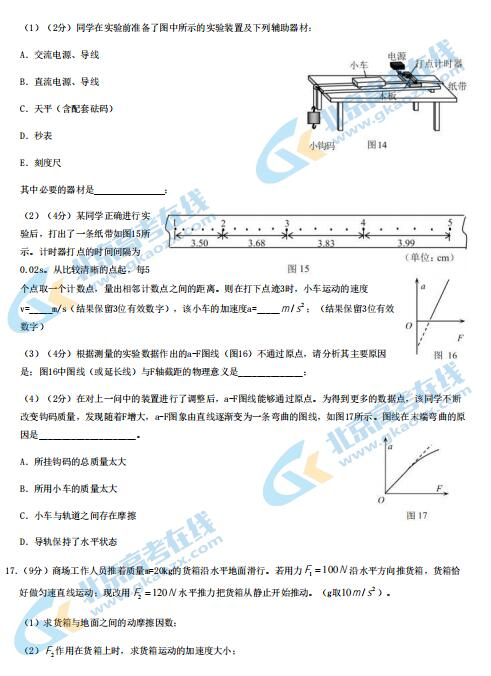 （1）（2分）同学在实验前准备了图中所示的实验装置及下列辅助器材：
A．交流电源、导线
B．直流电源、导线
C．天平（含配套砝码）
D．秒表
E．刻度尺
小车
电源
打点计时器
纸带
木板
小钩码
图14
其中必要的器材是________________；
（2）（4分）某同学正确进行实
验后，打出了一条纸带如图15所
示。计时器打点的时间间隔为
0.02s。从比较清晰的点起，每5
1 2 3 4 5
3.50 3.68 3.83 3.99
（单位：cm）
图 15
个点取一个计数点，量出相邻计数点之间的距离。则在打下点迹3时，小车运动的速度
v=_____m/s（结果保留3位有效数字），该小车的加速度a=_____m/s²；（结果保留3位有效
数字）
a
O
F
图 16
（3）（4分）根据测量的实验数据作出的a-F图线（图16）不通过原点，请分析其主要原因
是；图16中图线（或延长线）与F轴截距的物理意义是______________；
（4）（2分）在对上一问中的装置进行了调整后，a-F图线能够通过原点。为得到更多的数据点，该同学不断
改变钩码质量，发现随着F增大，a-F图象由直线逐渐变为一条弯曲的图线，如图17所示。图线在末端弯曲的原
因是_____________________。
A．所挂钩码的总质量太大
B．所用小车的质量太大
C．小车与轨道之间存在摩擦
D．导轨保持了水平状态
a
O
F
图 17
17．（9分）商场工作人员推着质量m=20kg的货箱沿水平地面滑行。若用力F₁=100N沿水平方向推货箱，货箱恰
好做匀速直线运动；现改用F₂=120N水平推力把货箱从静止开始推动。（g取10m/s²）。
（1）求货箱与地面之间的动摩擦因数；
（2）F₂作用在货箱上时，求货箱运动的加速度大小；
北京高考在线
www.gkaozx.com